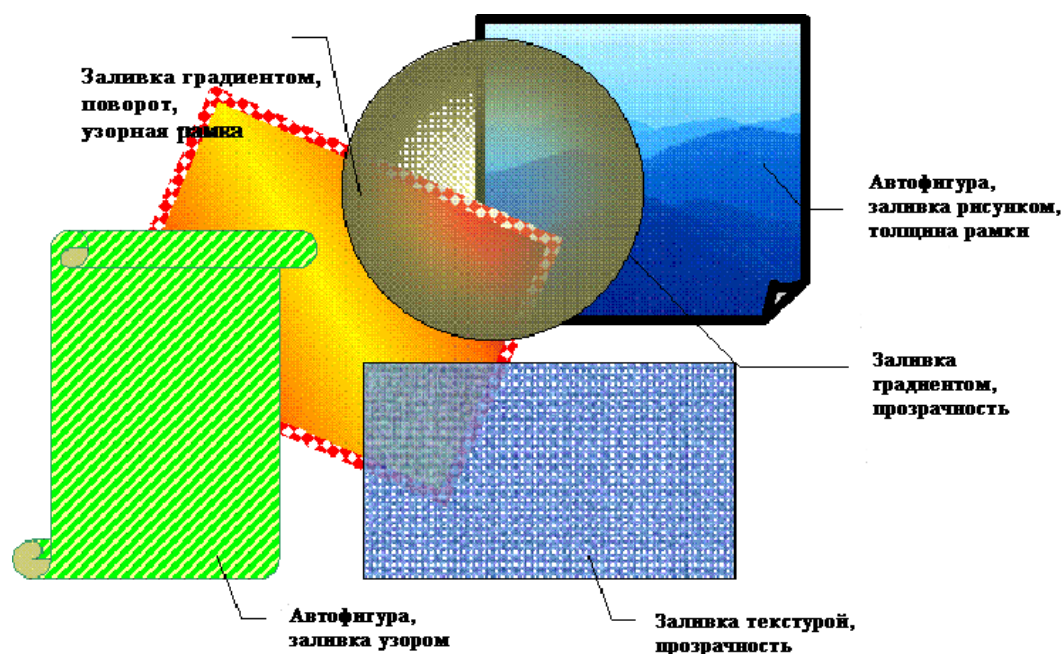 Заливка градиентом,
поворот,
узорная рамка
Автофигура,
заливка рисунком,
толщина рамки
Заливка
градиентом,
прозрачность
Автофигура,
заливка узором
Заливка текстурой,
прозрачность